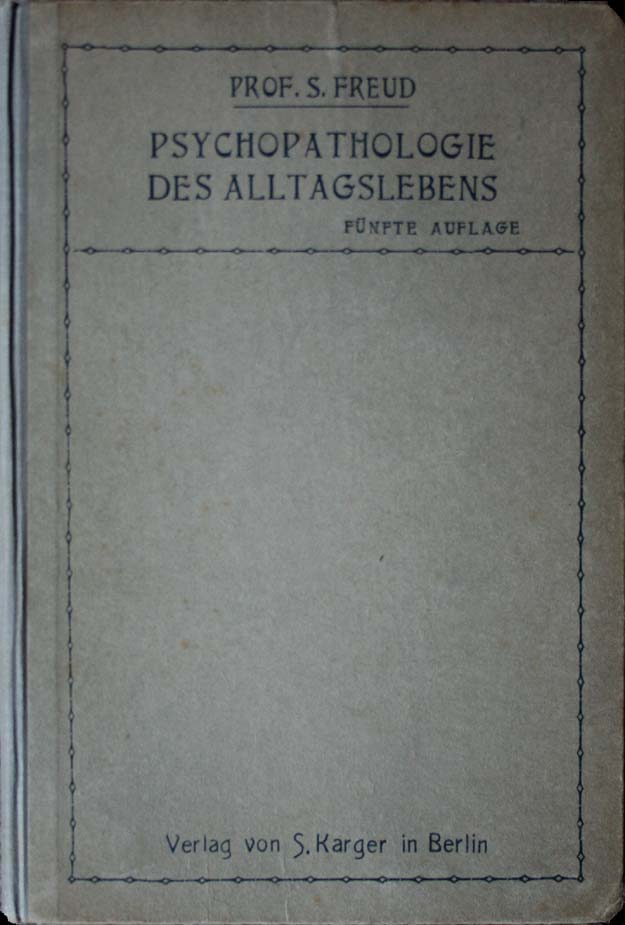 PROF. S. FREUD
PSYCHOPATHOLOGIE
DES ALLTAGSLEBENS
FÜNFTE AUFLAGE
Verlag von S. Karger in Berlin